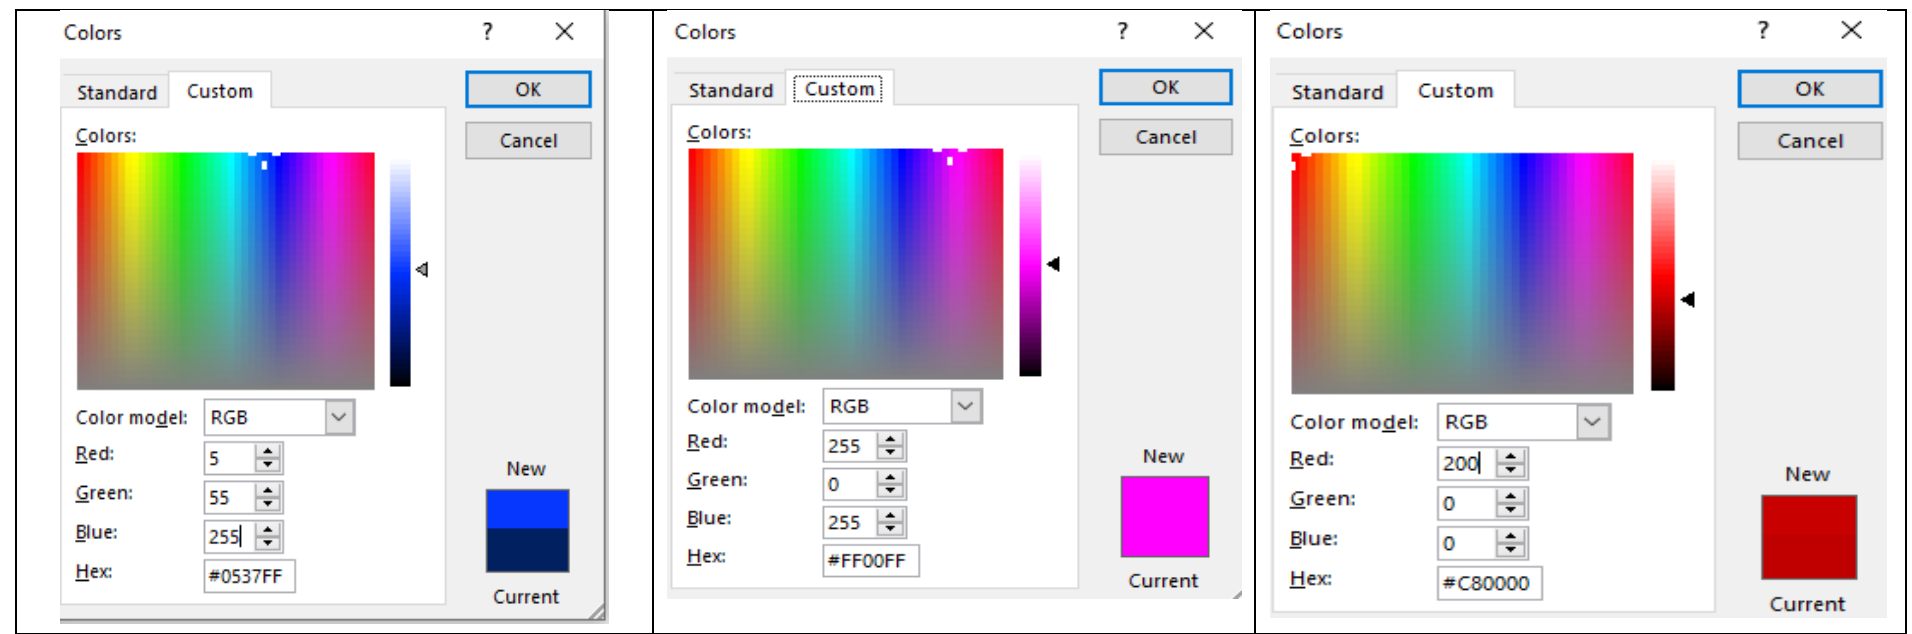 Colors ?
Standard Custom OK
Colors: Cancel
Color model: RGB
Red: 5
Green: 55 New
Blue: 255
Hex: #0537FF
Current
Colors ?
Standard Custom OK
Colors: Cancel
Color model: RGB
Red: 255
Green: 0 New
Blue: 255
Hex: #FF00FF
Current
Colors ?
Standard Custom OK
Colors: Cancel
Color model: RGB
Red: 200
Green: 0 New
Blue: 0
Hex: #C80000
Current